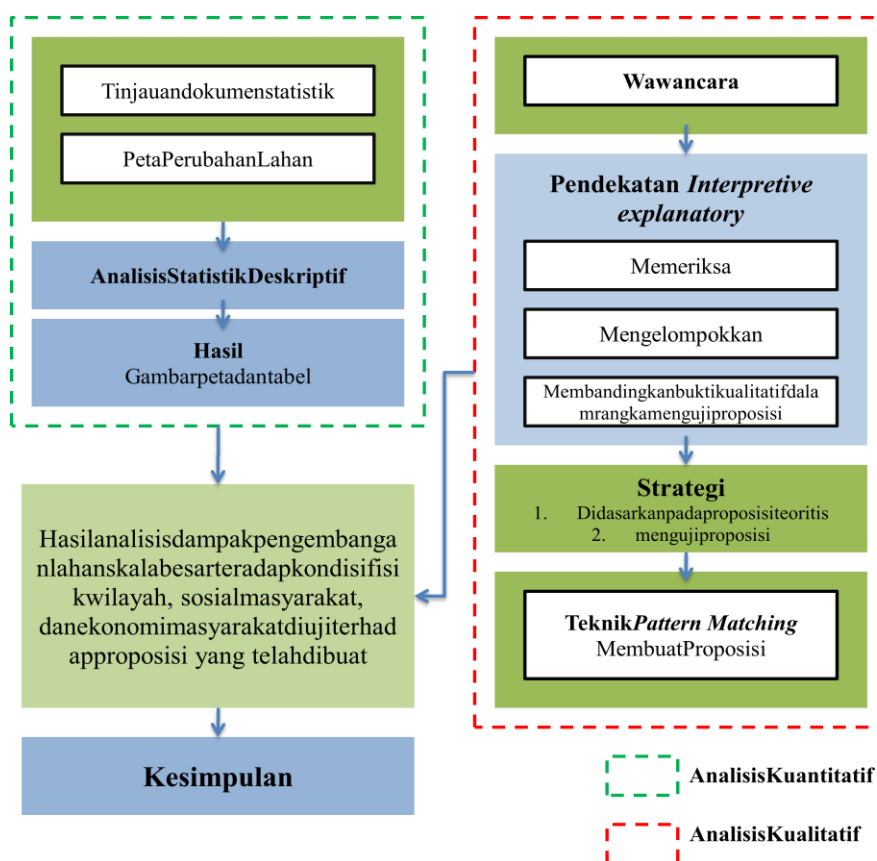 Tinjauandokumenstatistik
PetaPerubahanLahan
AnalisisStatistikDeskriptif
Hasil
Gambarpetadantabel
Hasilanalisisdampakpengembanga
nlahanskalabesarteradapkondisifisi
kwilayah, sosialmasyarakat,
danekonomimasyarakatdiujiterhad
approposisi yang telahdibuat
Kesimpulan
Wawancara
Pendekatan Interpretive
explanatory
Memeriksa
Mengelompokkan
Membandingkanbuktikualitatifdala
mrangkamengujiproposisi
Strategi
1. Didasarkanpadaproposisiteoritis
2. mengujiproposisi
TeknikPattern Matching
MembuatProposisi
AnalisisKuantitatif
AnalisisKualitatif